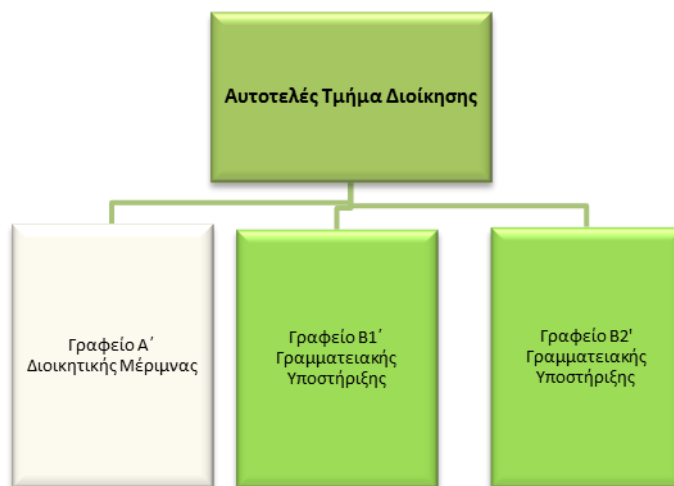 Αυτοτελές Τμήμα Διοίκησης
Γραφείο Α΄
Διοικητικής Μέριμνας
Γραφείο Β1΄
Γραμματειακής
Υποστήριξης
Γραφείο Β2'
Γραμματειακής
Υποστήριξης